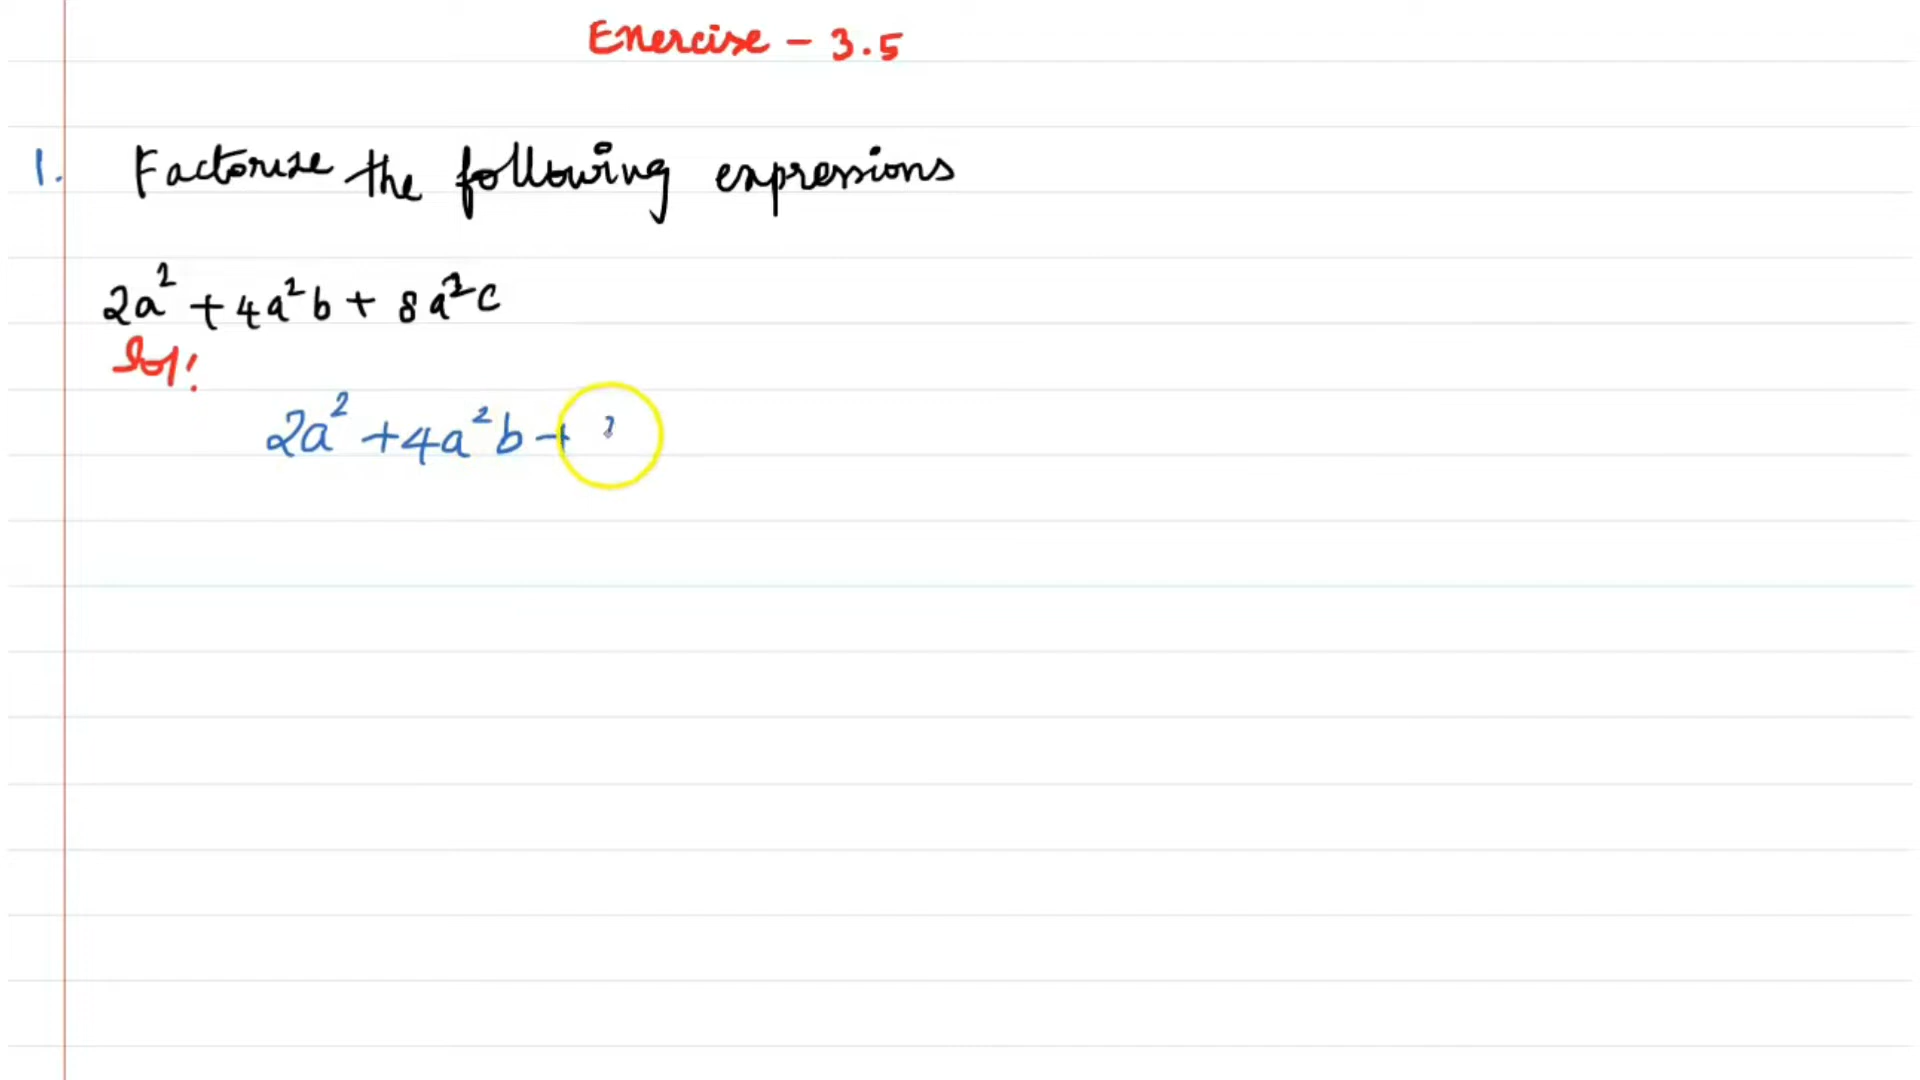 Exercise - 3.5
1. Factorise the following expressions
2a² + 4a²b + 8a²c
Sol:
2a² + 4a²b +